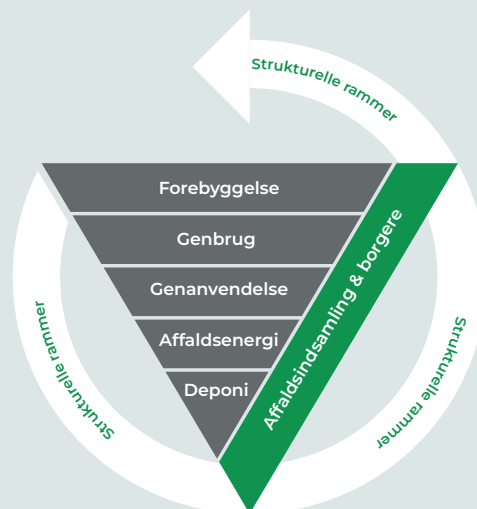 Strukturelle rammer
Forebyggelse
Genbrug
Genanvendelse
Affaldsenergi
Deponi
Affaldsindsamling & borgere
Strukturelle rammer
Strukturelle rammer